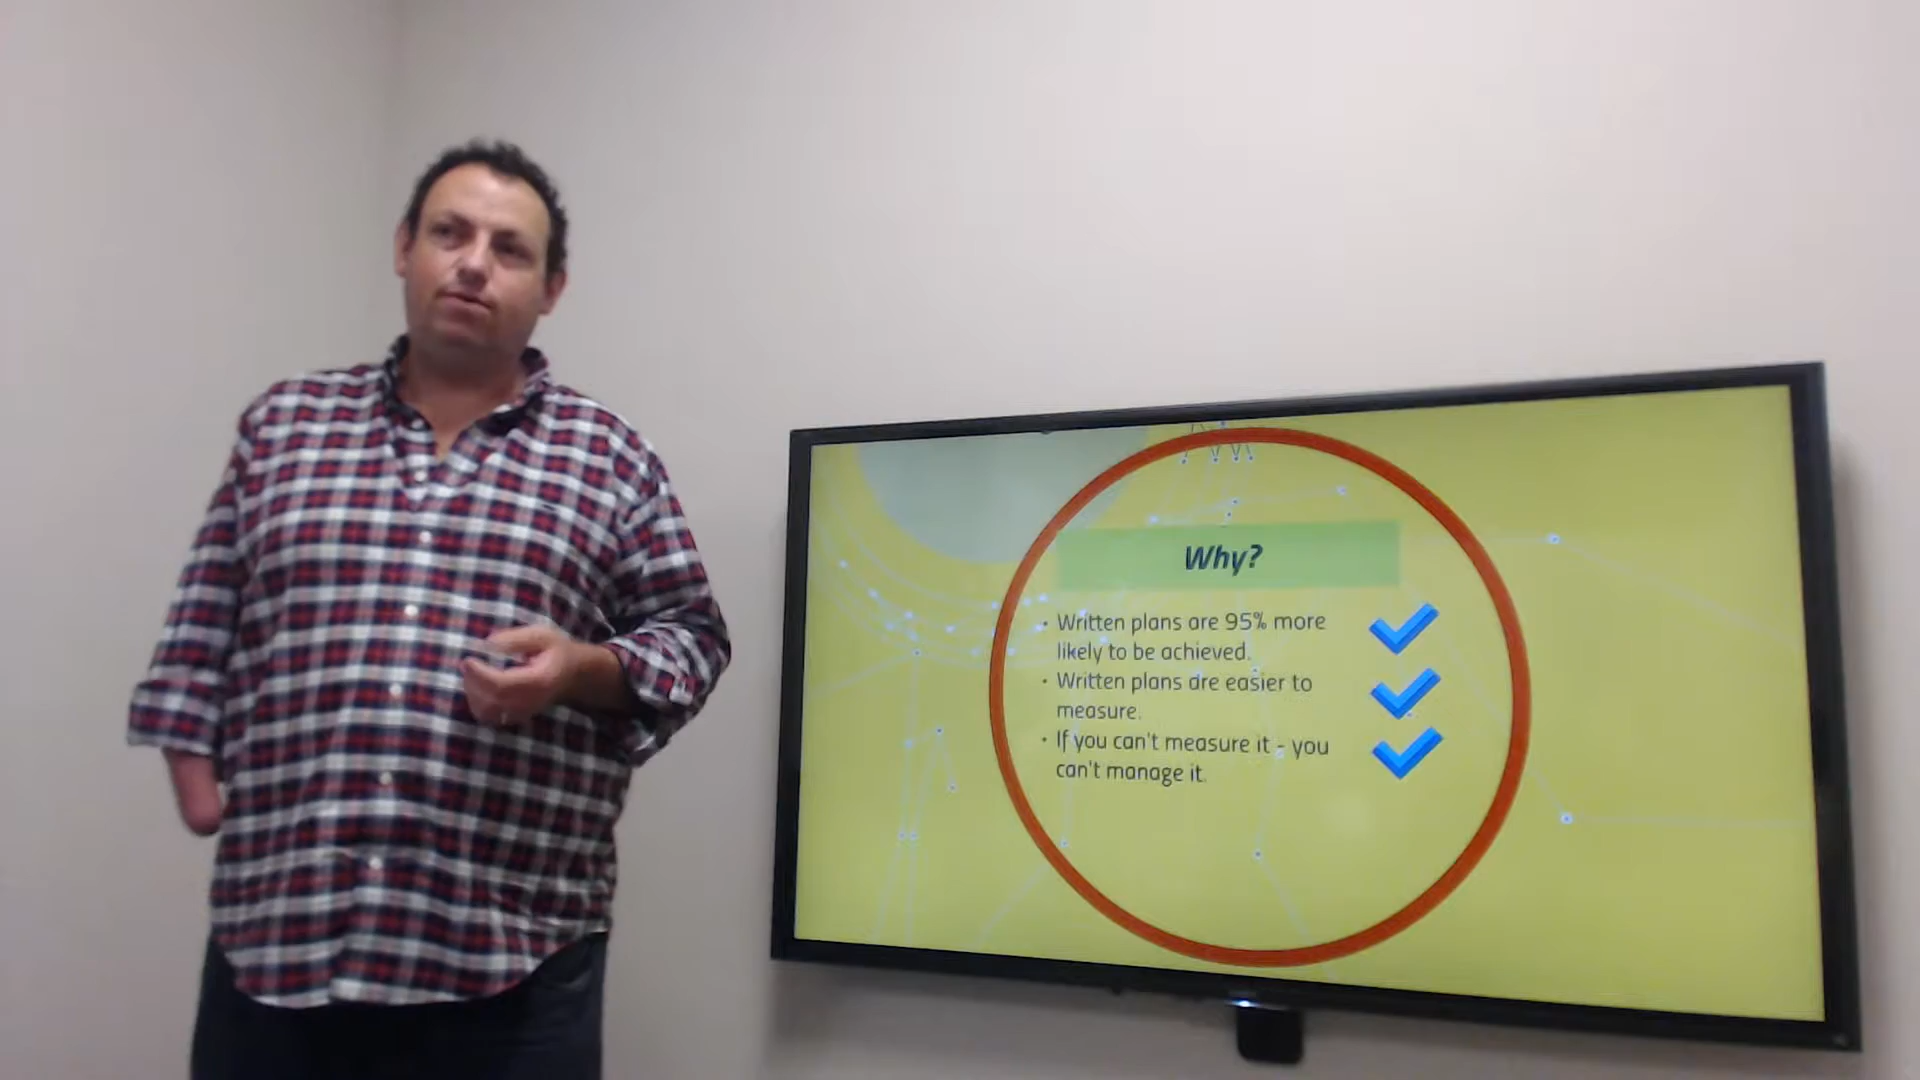 Why?
· Written plans are 95% more
likely to be achieved.
· Written plans are easier to
measure.
· If you can't measure it - you
can't manage it.